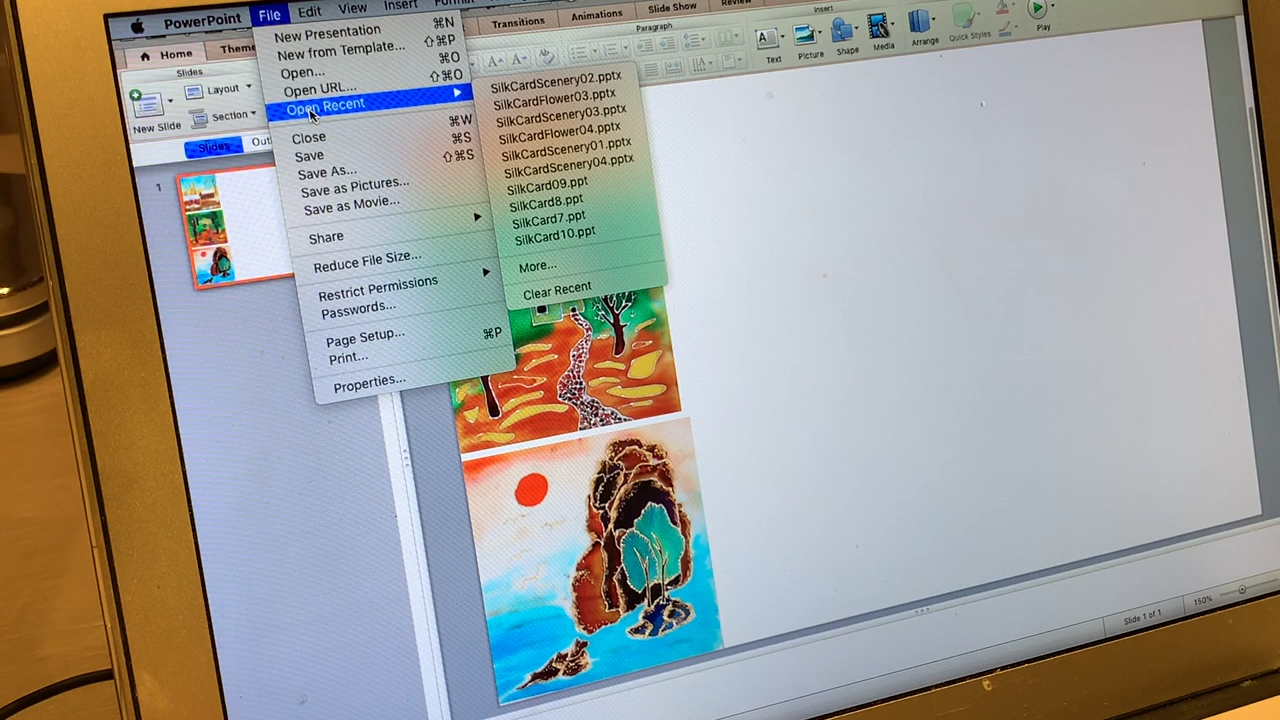 PowerPoint File Edit View Insert Format
Transitions Animations Slide Show Review
Home Theme
Slides
Paragraph
Insert
New Slide
Layout
Section
Text Picture Shape Media Arrange Quick Styles Play
Slides Out
1
New Presentation ⌘N
New from Template... ⇧⌘P
Open... ⌘O
Open URL... ⇧⌘O
Open Recent
Close ⌘W
Save ⌘S
Save As... ⇧⌘S
Save as Pictures...
Save as Movie...
Share
Reduce File Size...
Restrict Permissions
Passwords...
Page Setup...
Print... ⌘P
Properties...
SilkCardScenery02.pptx
SilkCardFlower03.pptx
SilkCardScenery03.pptx
SilkCardFlower04.pptx
SilkCardScenery01.pptx
SilkCardScenery04.pptx
SilkCard09.ppt
SilkCard8.ppt
SilkCard7.ppt
SilkCard10.ppt
More...
Clear Recent
Slide 1 of 1 150%